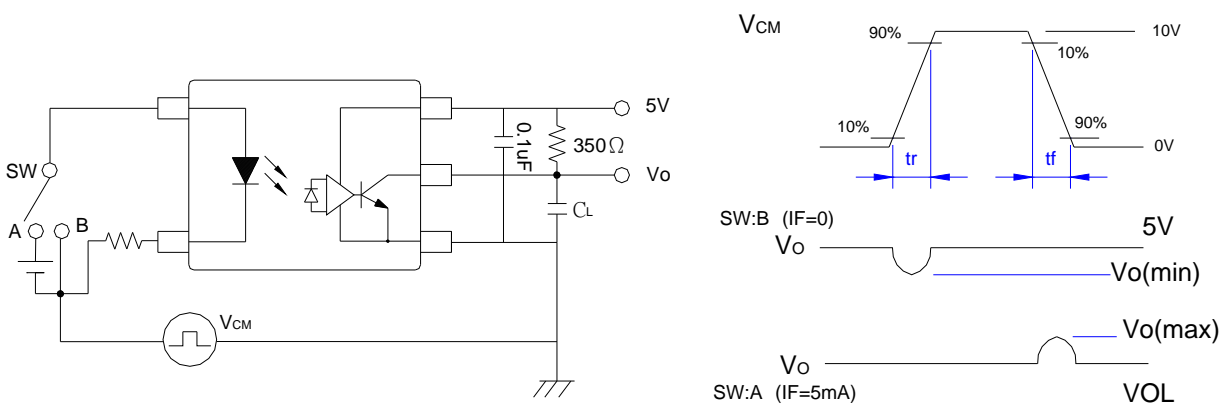 SW
A
B
VCM
5V
0.1uF
350Ω
Vo
CL
VCM
90%
10%
10V
10%
90%
0V
tr
tf
SW:B (IF=0)
5V
Vo
Vo(min)
Vo(max)
Vo
SW:A (IF=5mA)
VOL